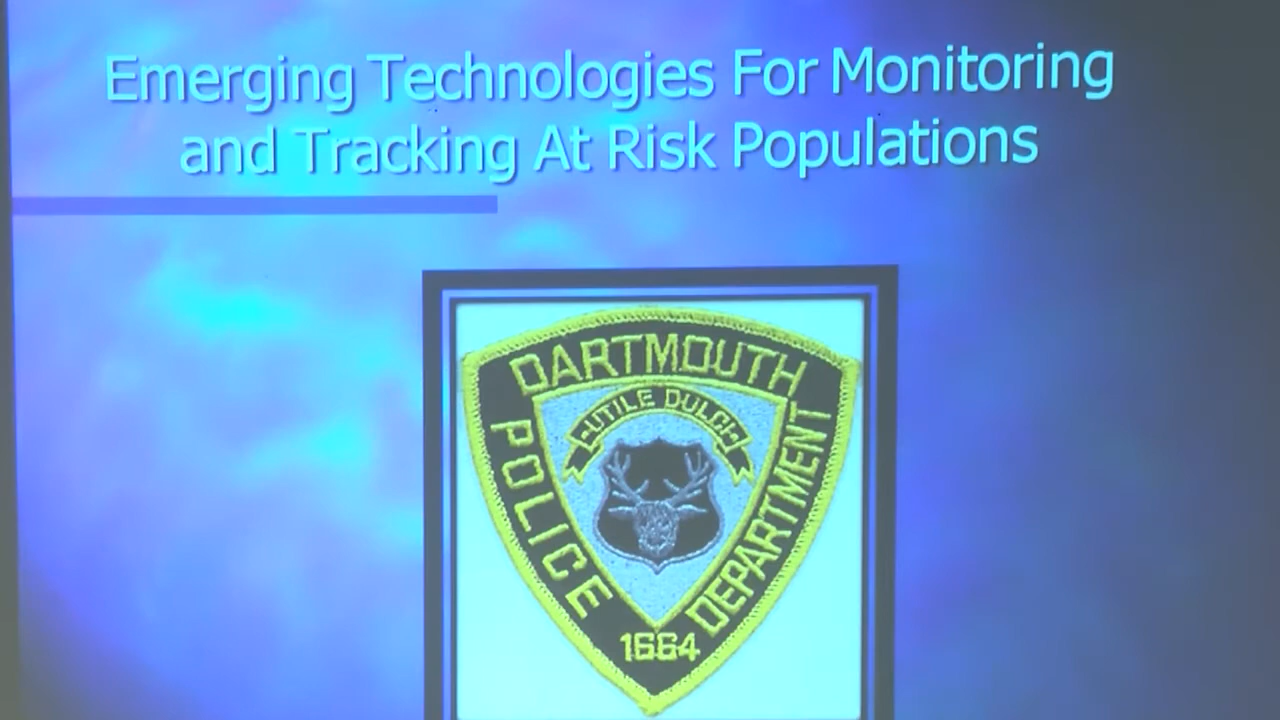 Emerging Technologies For Monitoring
and Tracking At Risk Populations
DARTMOUTH
UTILE DULCI
POLICE
DEPARTMENT
1664